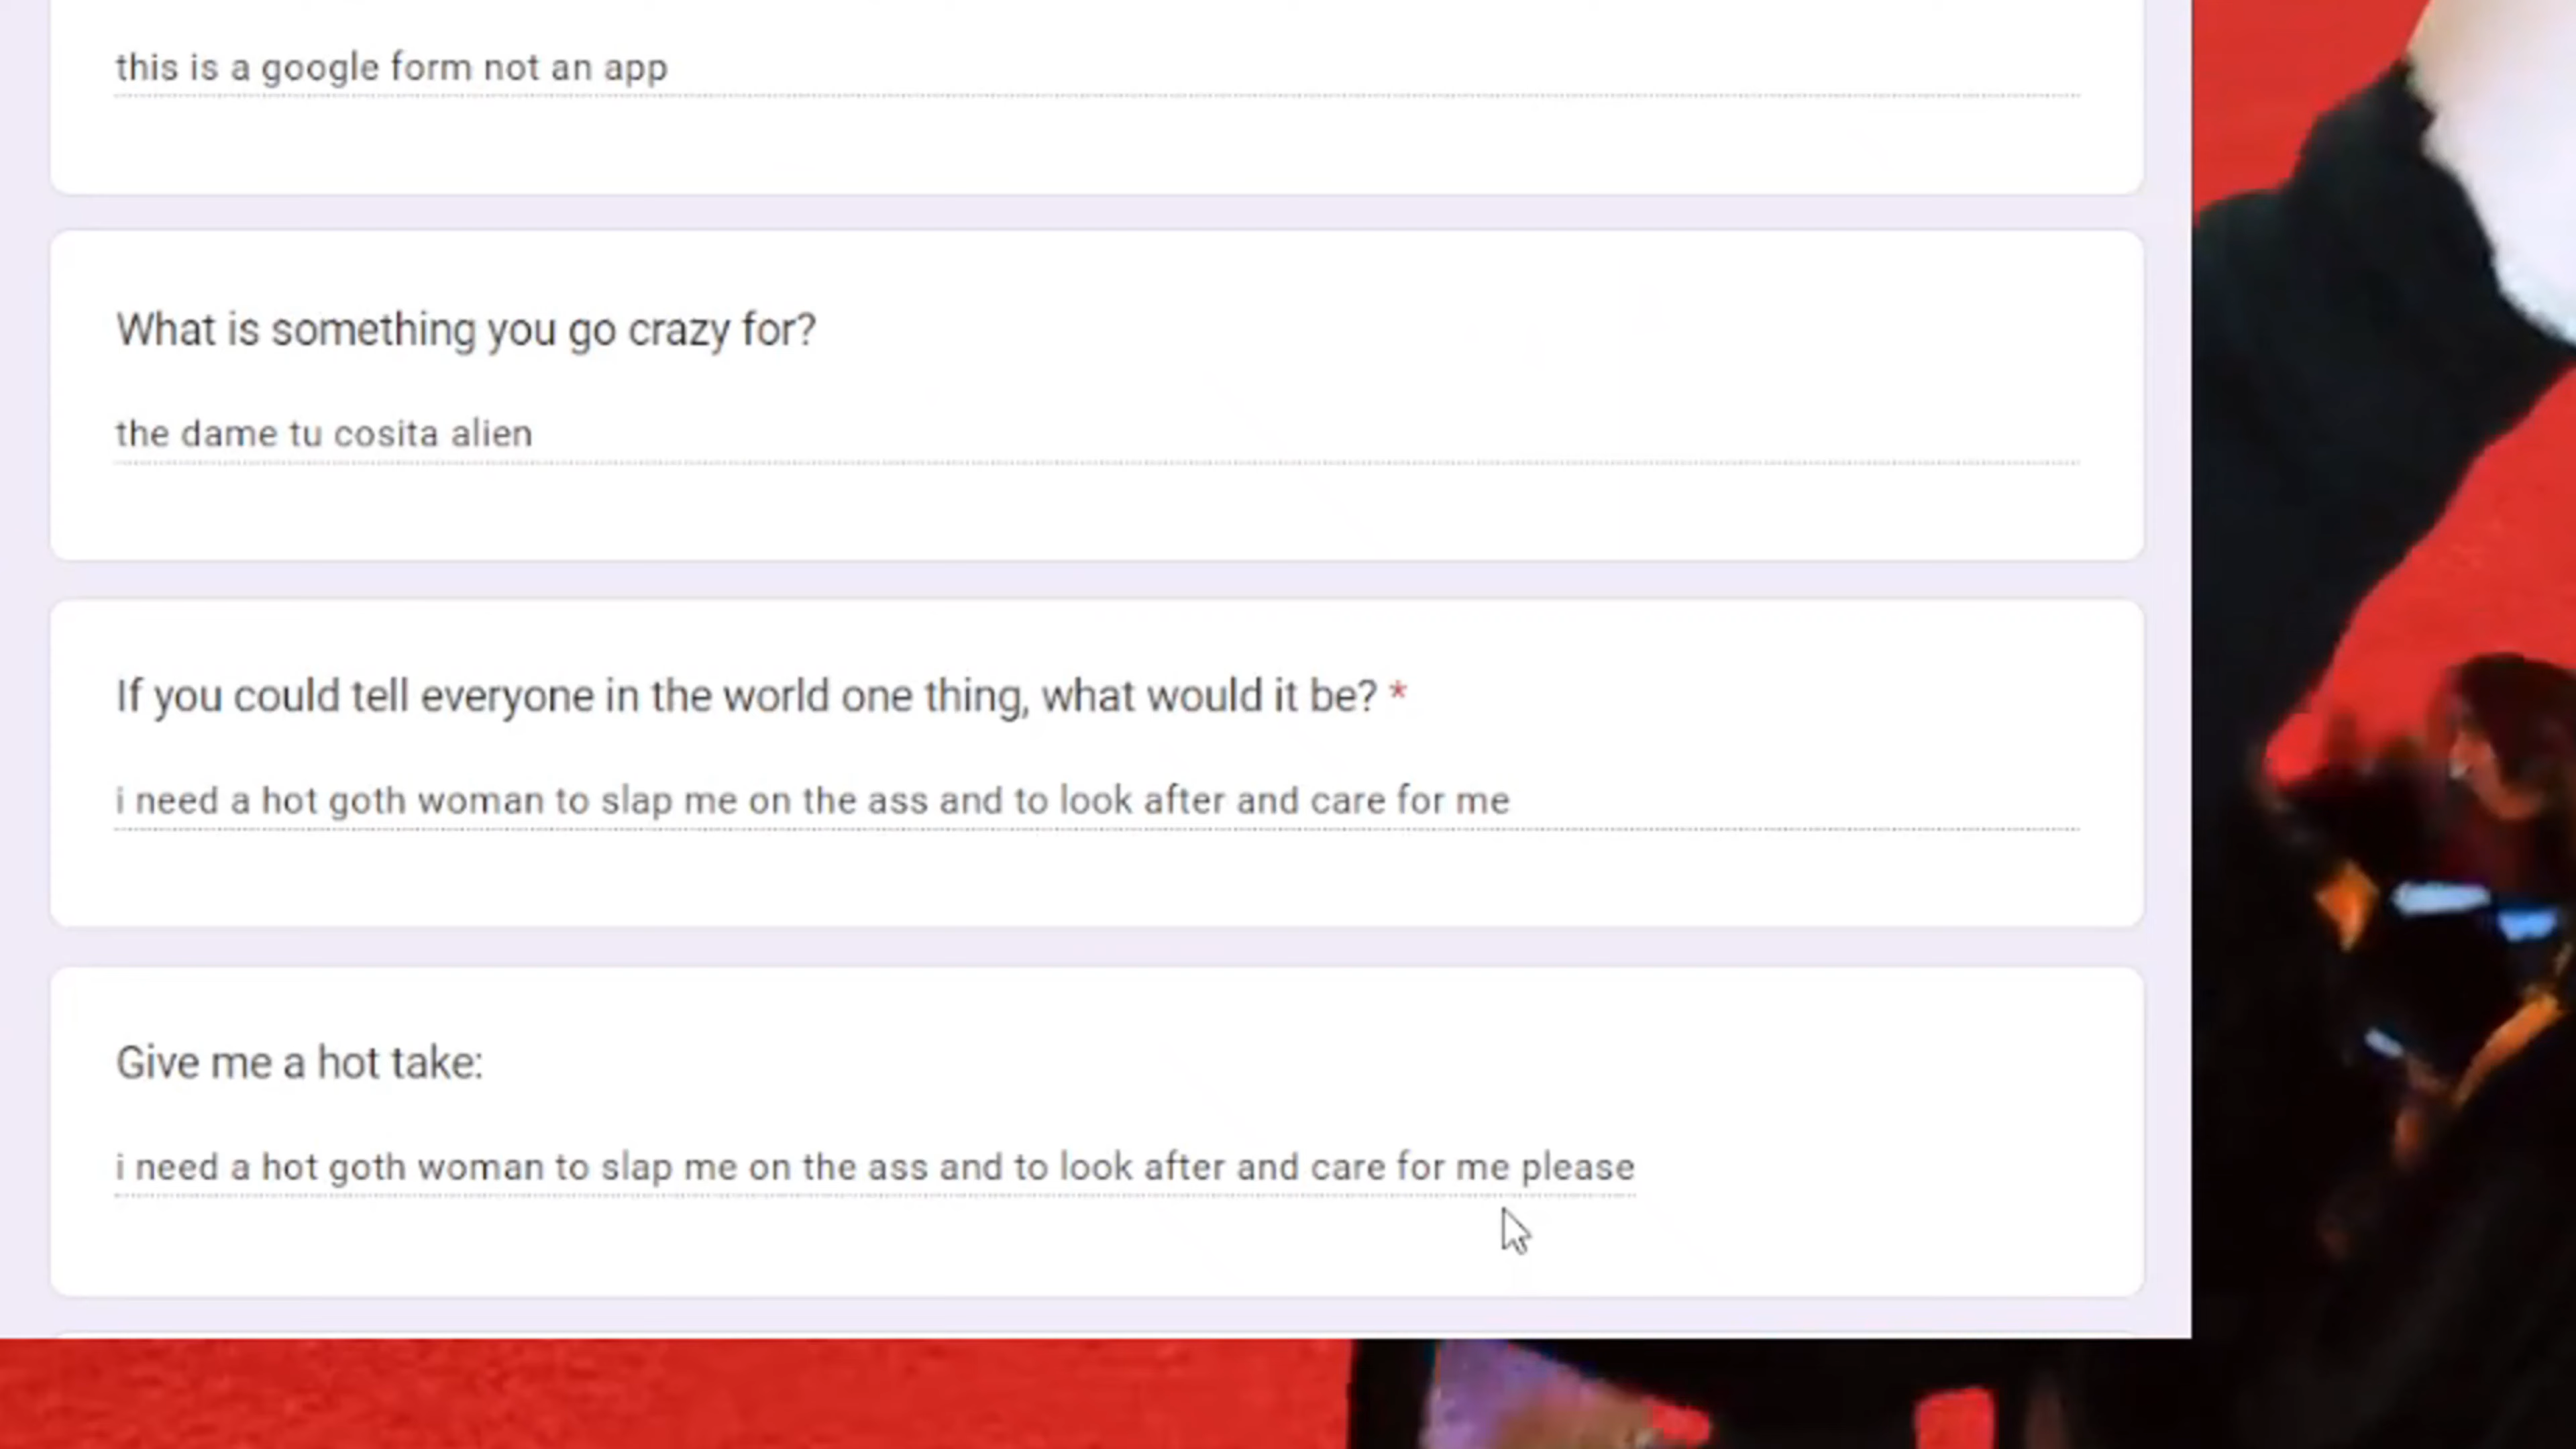 this is a google form not an app
What is something you go crazy for?
the dame tu cosita alien
If you could tell everyone in the world one thing, what would it be? *
i need a hot goth woman to slap me on the ass and to look after and care for me
Give me a hot take:
i need a hot goth woman to slap me on the ass and to look after and care for me please